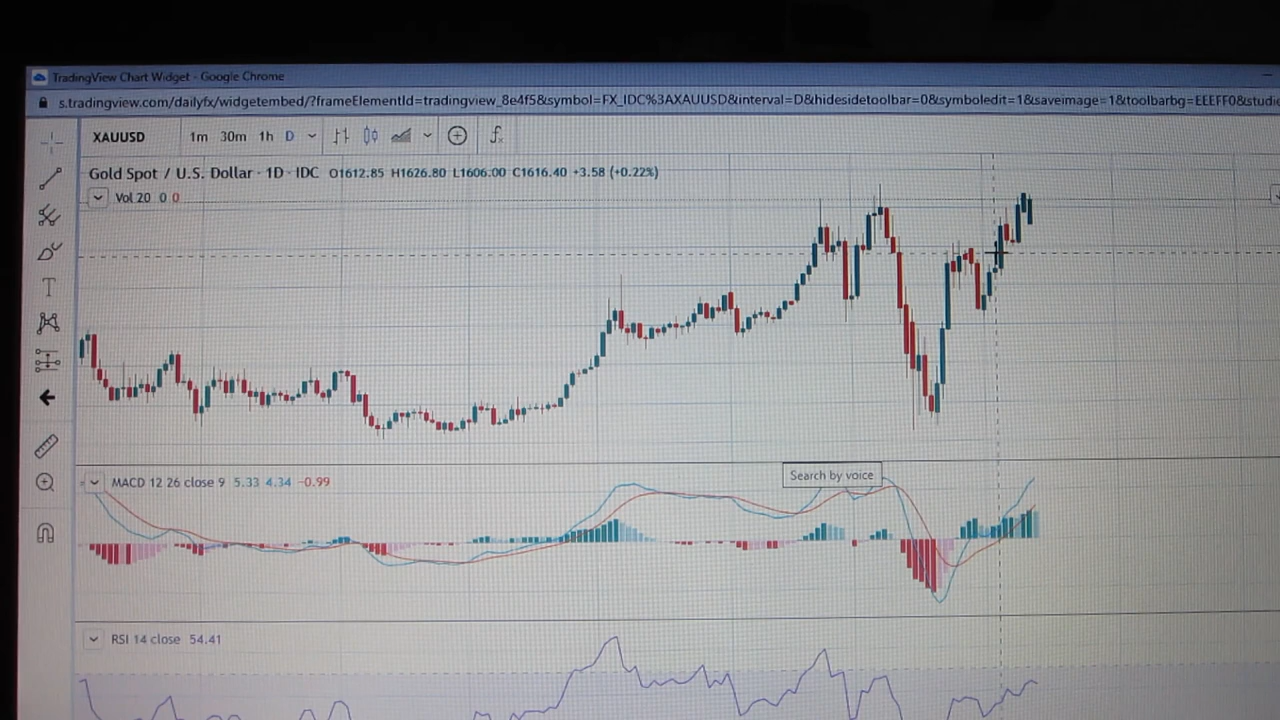 TradingView Chart Widget - Google Chrome
s.tradingview.com/dailyfx/widgetembed/?frameElementId=tradingview_8e4f5&symbol=FX_IDC%3AXAUUSD&interval=D&hidesidetoolbar=0&symboledit=1&saveimage=1&toolbarbg=EEEFF0&studi
XAUUSD 1m 30m 1h D
Gold Spot / U.S. Dollar · 1D · IDC O1612.85 H1626.80 L1606.00 C1616.40 +3.58 (+0.22%)
Vol 20 0 0
MACD 12 26 close 9 5.33 4.34 −0.99
Search by voice
RSI 14 close 54.41